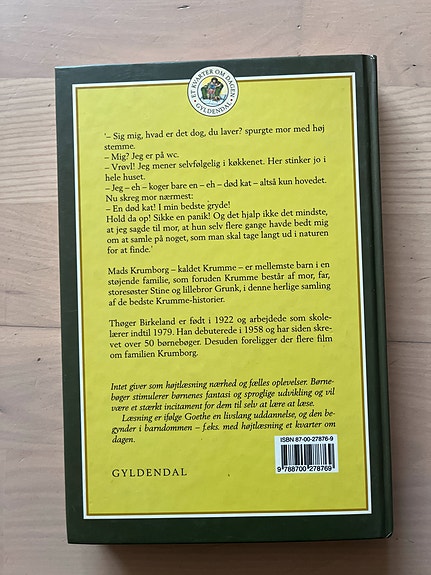 ET KVARTER OM DAGEN
GYLDENDAL
'– Sig mig, hvad er det dog, du laver? spurgte mor med høj
stemme.
– Mig? Jeg er på wc.
– Vrøvl! Jeg mener selvfølgelig i køkkenet. Her stinker jo i
hele huset.
– Jeg – eh – koger bare en – eh – død kat – altså kun hovedet.
Nu skreg mor nærmest:
– En død kat! I min bedste gryde!
Hold da op! Sikke en panik! Og det hjalp ikke det mindste,
at jeg sagde til mor, at hun selv flere gange havde bedt mig
om at samle på noget, som man skal tage langt ud i naturen
for at finde.'
Mads Krumborg – kaldet Krumme – er mellemste barn i en
støjende familie, som foruden Krumme består af mor, far,
storesøster Stine og lillebror Grunk, i denne herlige samling
af de bedste Krumme-historier.
Thøger Birkeland er født i 1922 og arbejdede som skole-
lærer indtil 1979. Han debuterede i 1958 og har siden skre-
vet over 50 børnebøger. Desuden foreligger der flere film
om familien Krumborg.
Intet giver som højtlæsning nærhed og fælles oplevelser. Børne-
bøger stimulerer børnenes fantasi og sproglige udvikling og vil
være et stærkt incitament for dem til selv at lære at læse.
Læsning er ifølge Goethe en livslang uddannelse, og den be-
gynder i barndommen – f.eks. med højtlæsning et kvarter om
dagen.
ISBN 87-00-27876-9
9 788700 278769
GYLDENDAL